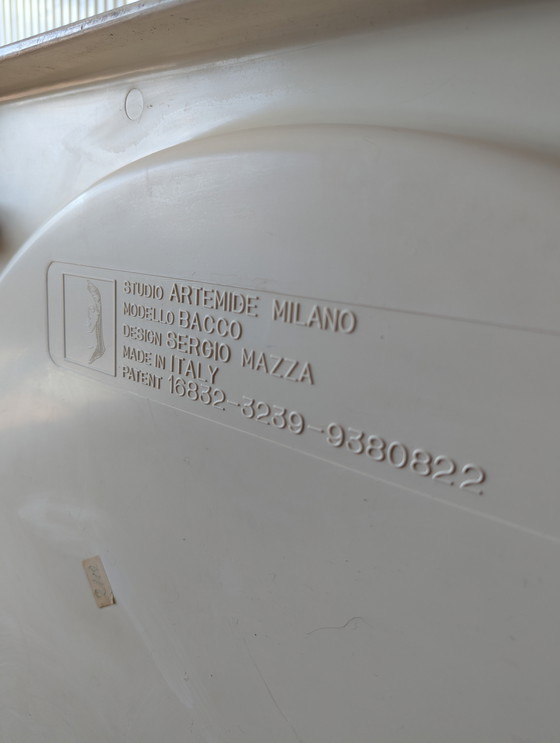 STUDIO ARTEMIDE MILANO
MODELLO BACCO
DESIGN SERGIO MAZZA
MADE IN ITALY
PATENT 16832-3239-9380822